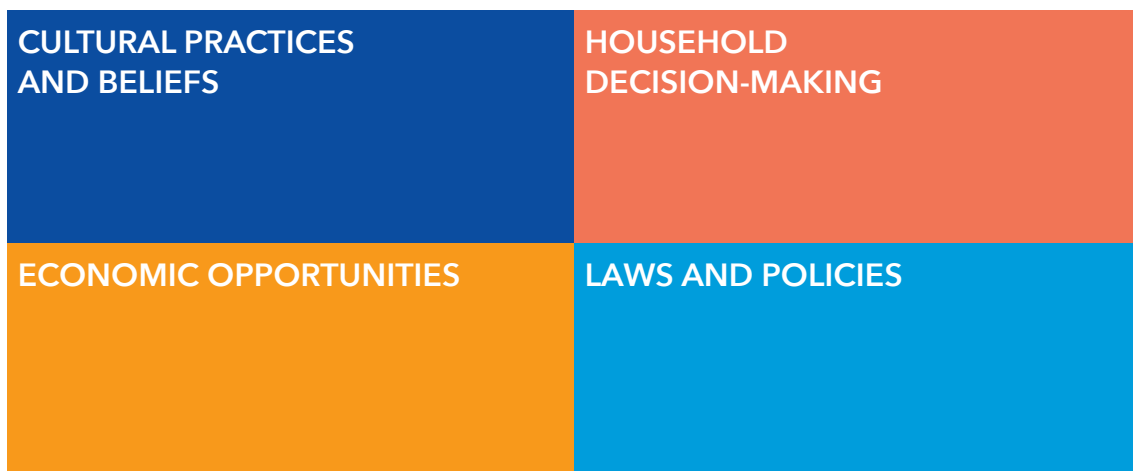 CULTURAL PRACTICES
AND BELIEFS
HOUSEHOLD
DECISION-MAKING
ECONOMIC OPPORTUNITIES
LAWS AND POLICIES